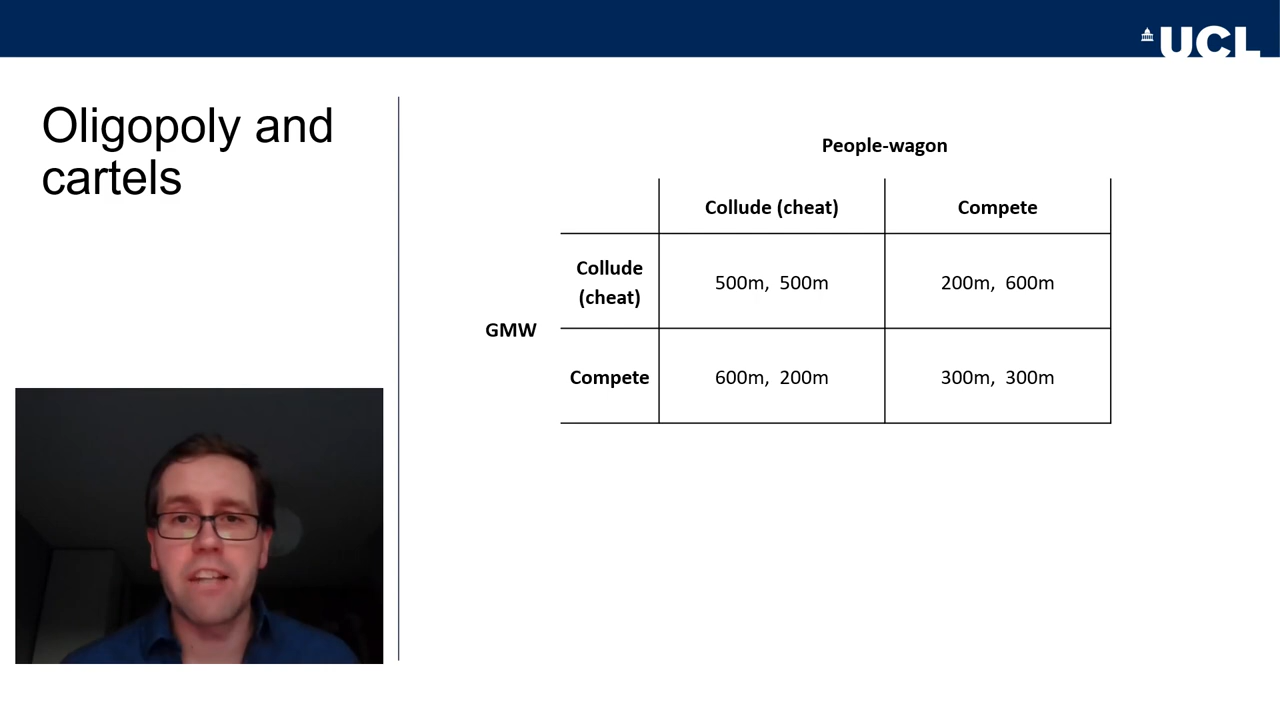 UCL
Oligopoly and
cartels
People-wagon
Collude (cheat) Compete
Collude
(cheat)
500m, 500m 200m, 600m
GMW
Compete 600m, 200m 300m, 300m